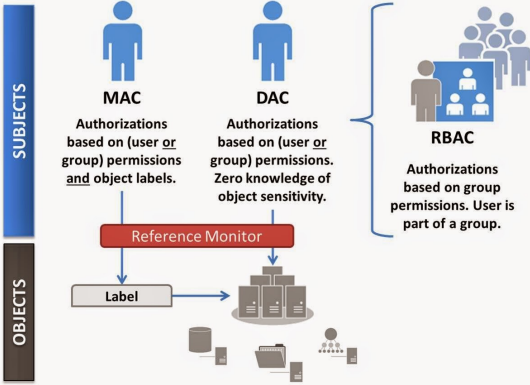 SUBJECTS
MAC
Authorizations
based on (user or
group) permissions
and object labels.
DAC
Authorizations
based on (user or
group) permissions.
Zero knowledge of
object sensitivity.
RBAC
Authorizations
based on group
permissions. User is
part of a group.
Reference Monitor
OBJECTS
Label